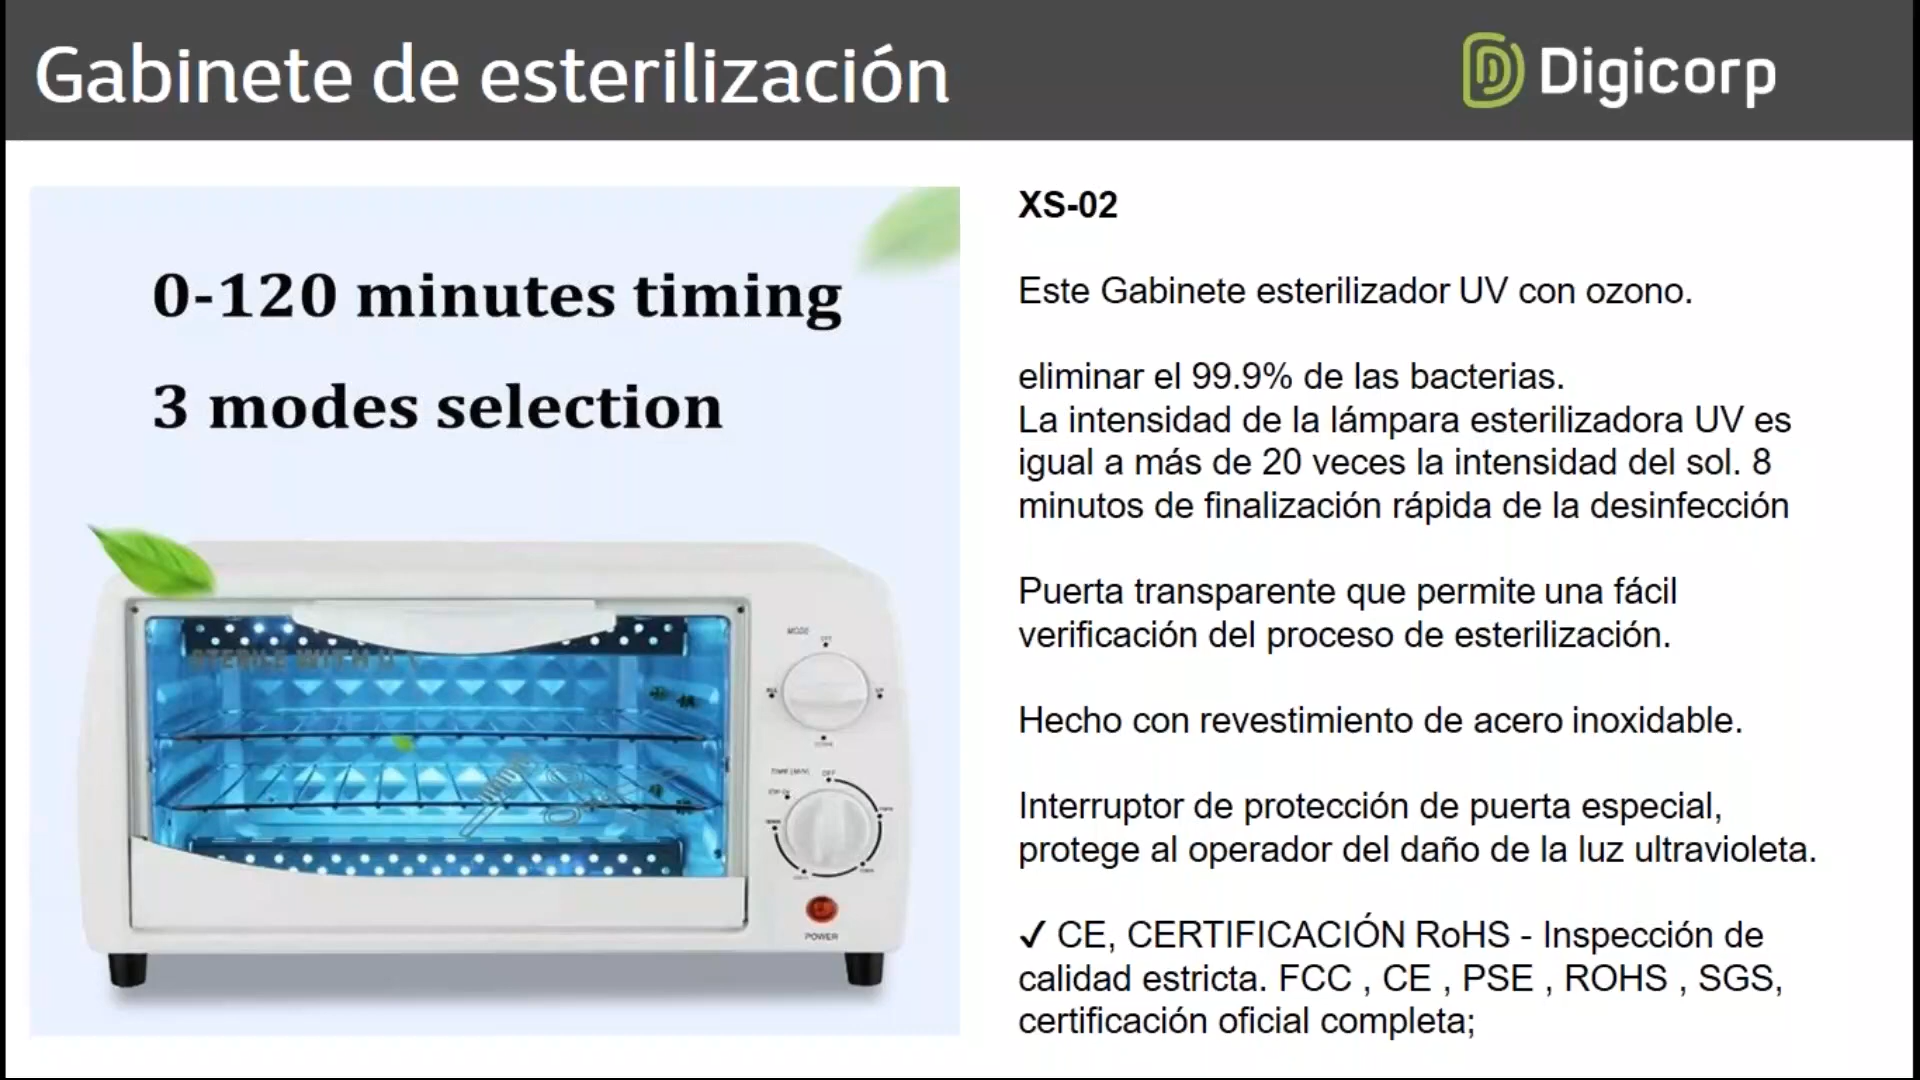 Gabinete de esterilización
Digicorp
0-120 minutes timing
3 modes selection
MODE
OFF
TIME (MIN)
OFF
POWER
XS-02
Este Gabinete esterilizador UV con ozono.
eliminar el 99.9% de las bacterias.
La intensidad de la lámpara esterilizadora UV es
igual a más de 20 veces la intensidad del sol. 8
minutos de finalización rápida de la desinfección
Puerta transparente que permite una fácil
verificación del proceso de esterilización.
Hecho con revestimiento de acero inoxidable.
Interruptor de protección de puerta especial,
protege al operador del daño de la luz ultravioleta.
✓ CE, CERTIFICACIÓN RoHS - Inspección de
calidad estricta. FCC , CE , PSE , ROHS , SGS,
certificación oficial completa;